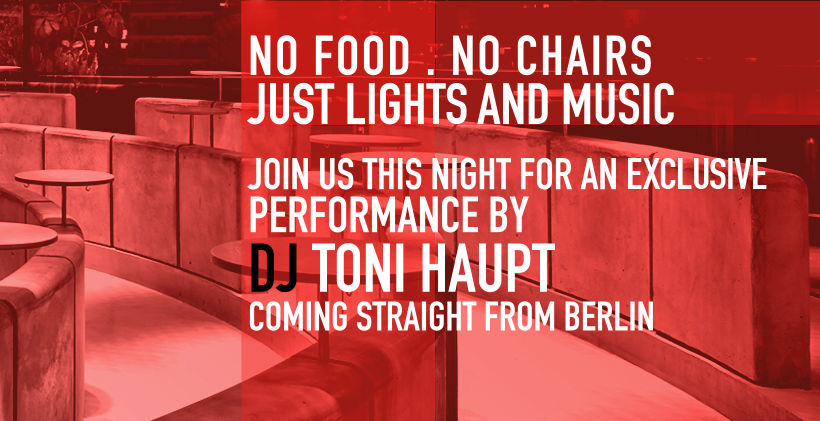 NO FOOD . NO CHAIRS
JUST LIGHTS AND MUSIC
JOIN US THIS NIGHT FOR AN EXCLUSIVE
PERFORMANCE BY
DJ TONI HAUPT
COMING STRAIGHT FROM BERLIN